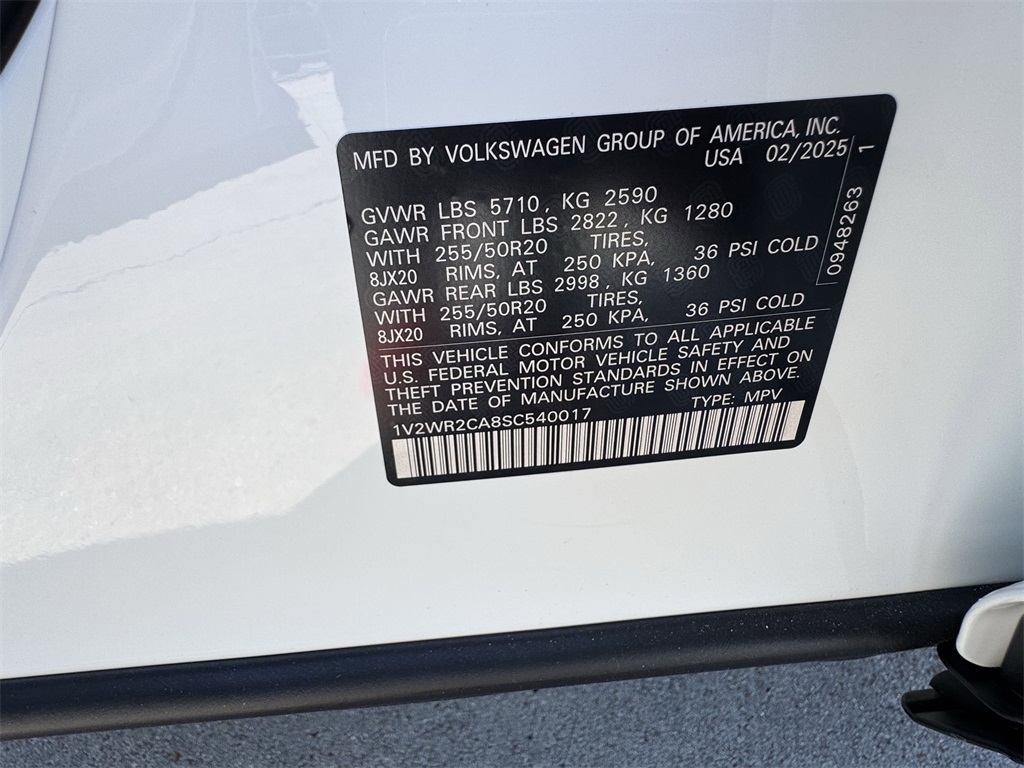 MFD BY VOLKSWAGEN GROUP OF AMERICA, INC.
USA 02/2025
GVWR LBS 5710, KG 2590
GAWR FRONT LBS 2822, KG 1280
WITH 255/50R20 TIRES,
8JX20 RIMS, AT 250 KPA, 36 PSI COLD
GAWR REAR LBS 2998, KG 1360
WITH 255/50R20 TIRES,
8JX20 RIMS, AT 250 KPA, 36 PSI COLD
THIS VEHICLE CONFORMS TO ALL APPLICABLE
U.S. FEDERAL MOTOR VEHICLE SAFETY AND
THEFT PREVENTION STANDARDS IN EFFECT ON
THE DATE OF MANUFACTURE SHOWN ABOVE.
1V2WR2CA8SC540017 TYPE: MPV
0948263 1